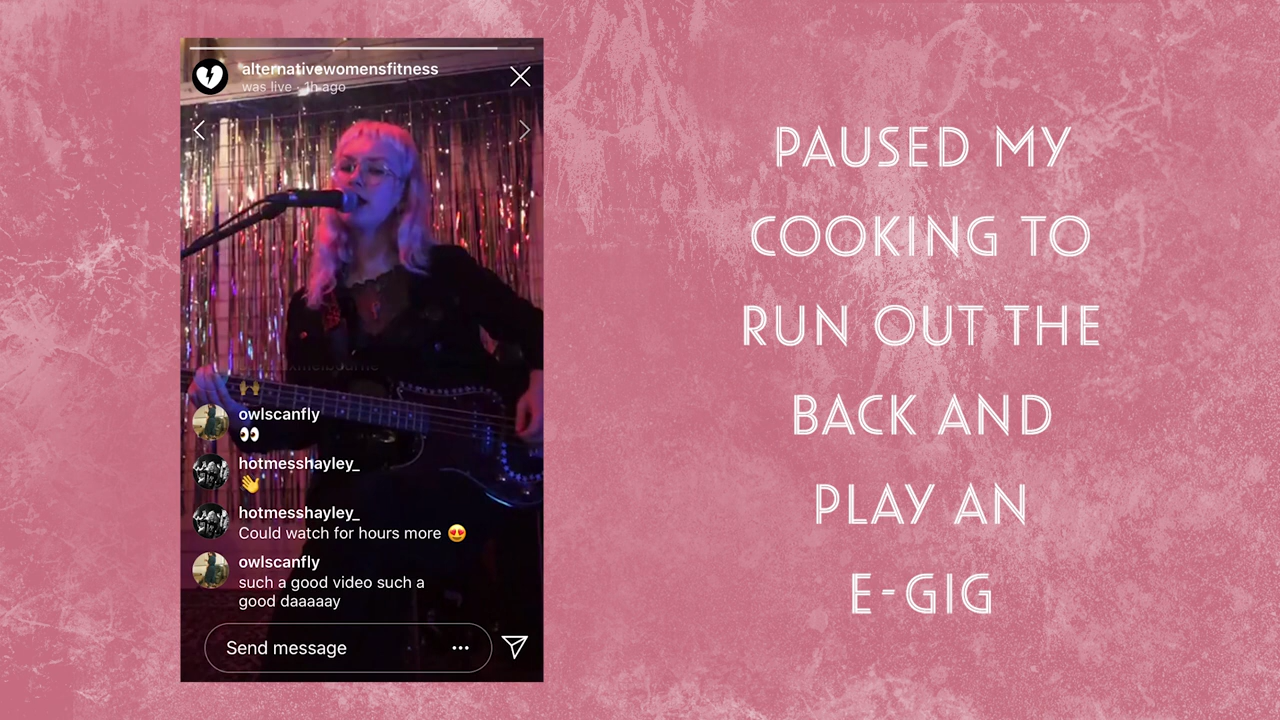 alternativewomensfitness
was live · 1h ago
🙌
owlscanfly
👀
hotmesshayley_
👋
hotmesshayley_
Could watch for hours more 😍
owlscanfly
such a good video such a
good daaaaay
Send message
PAUSED MY
COOKING TO
RUN OUT THE
BACK AND
PLAY AN
E-GIG